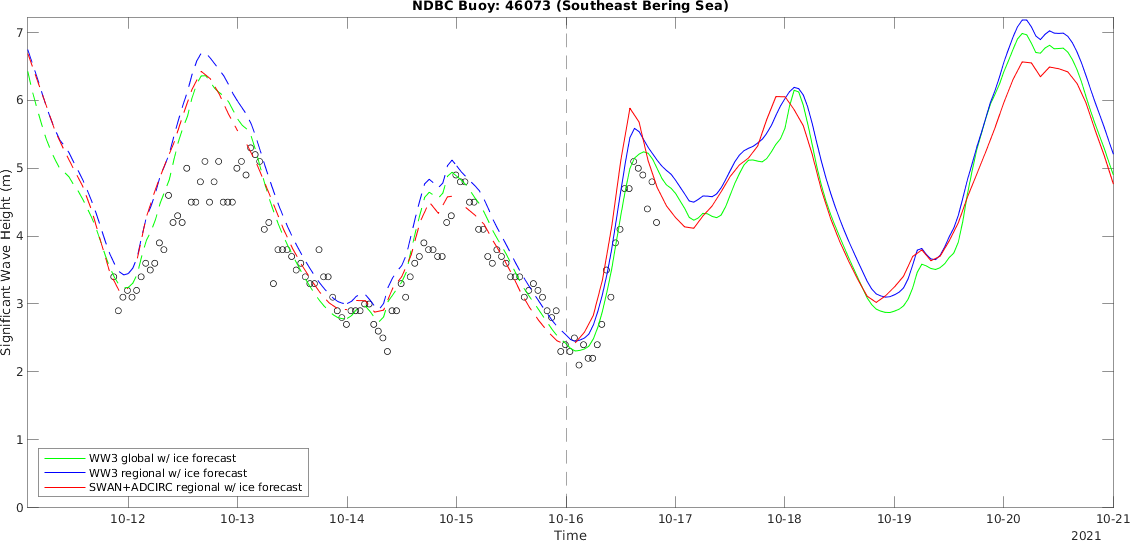 NDBC Buoy: 46073 (Southeast Bering Sea)
Significant Wave Height (m)
7
6
5
4
3
2
1
0
WW3 global w/ ice forecast
WW3 regional w/ ice forecast
SWAN+ADCIRC regional w/ ice forecast
10-12 10-13 10-14 10-15 10-16 10-17 10-18 10-19 10-20 10-21
Time
2021